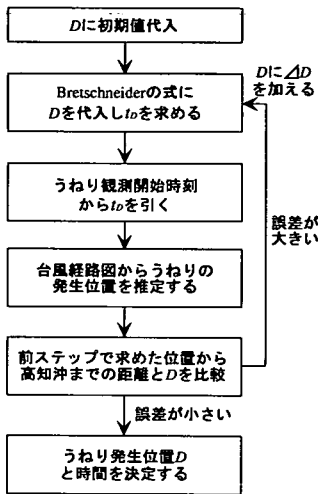 Dに初期値代入
Bretschneiderの式に
Dを代入しtDを求める
Dに⊿D
を加える
うねり観測開始時刻
からtDを引く
誤差が
大きい
台風経路図からうねりの
発生位置を推定する
前ステップで求めた位置から
高知沖までの距離とDを比較
誤差が小さい
うねり発生位置D
と時間を決定する